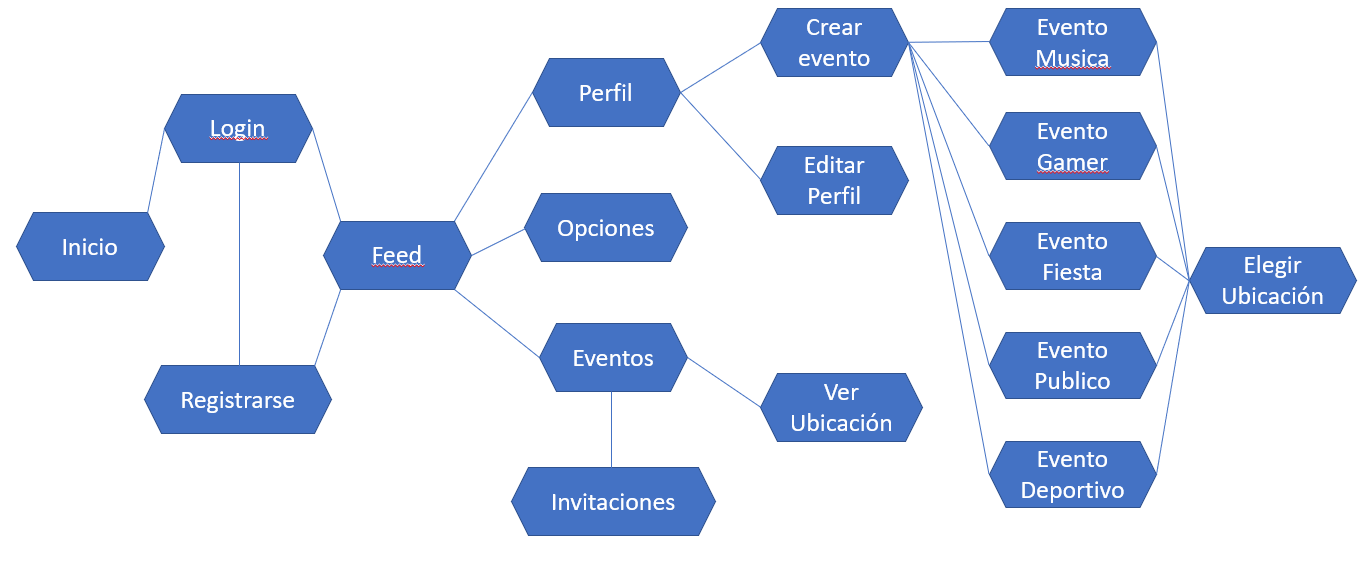 Crear
evento
Evento
Musica
Perfil
Login
Evento
Gamer
Editar
Perfil
Opciones
Inicio
Feed
Evento
Fiesta
Elegir
Ubicación
Eventos
Evento
Publico
Registrarse
Ver
Ubicación
Evento
Deportivo
Invitaciones